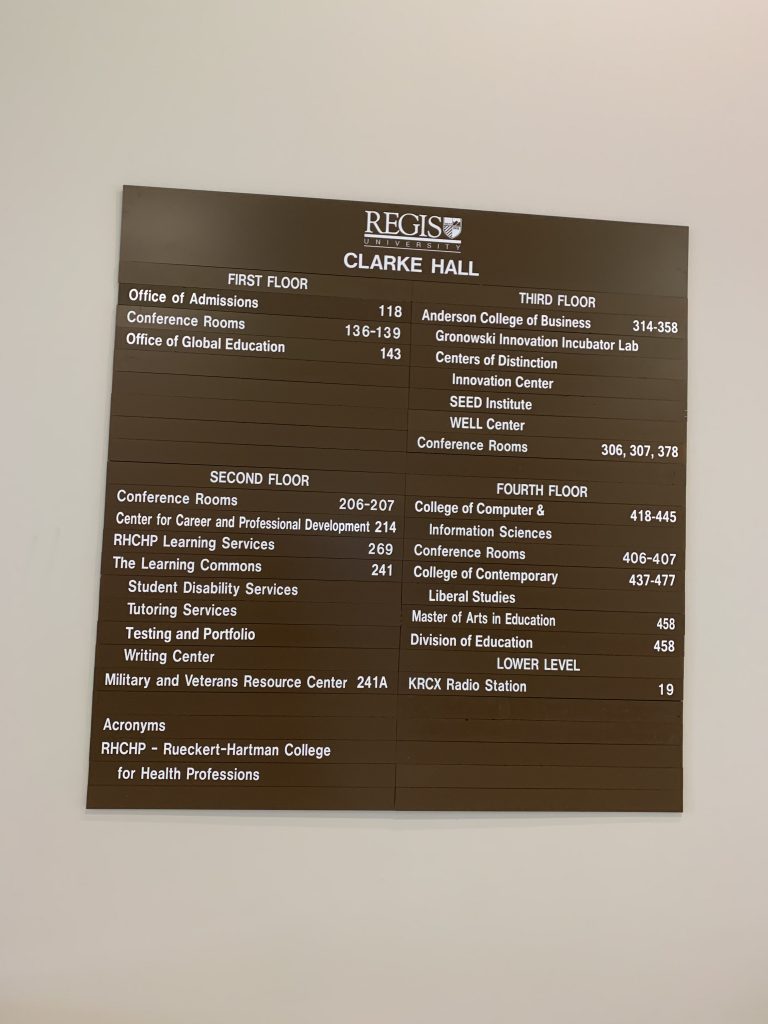 REGIS
UNIVERSITY
CLARKE HALL
FIRST FLOOR
Office of Admissions 118
Conference Rooms 136-139
Office of Global Education 143
SECOND FLOOR
Conference Rooms 206-207
Center for Career and Professional Development 214
RHCHP Learning Services 269
The Learning Commons 241
Student Disability Services
Tutoring Services
Testing and Portfolio
Writing Center
Military and Veterans Resource Center 241A
Acronyms
RHCHP - Rueckert-Hartman College
for Health Professions
THIRD FLOOR
Anderson College of Business 314-358
Gronowski Innovation Incubator Lab
Centers of Distinction
Innovation Center
SEED Institute
WELL Center
Conference Rooms 306, 307, 378
FOURTH FLOOR
College of Computer & 418-445
Information Sciences
Conference Rooms 406-407
College of Contemporary 437-477
Liberal Studies
Master of Arts in Education 458
Division of Education 458
LOWER LEVEL
KRCX Radio Station 19